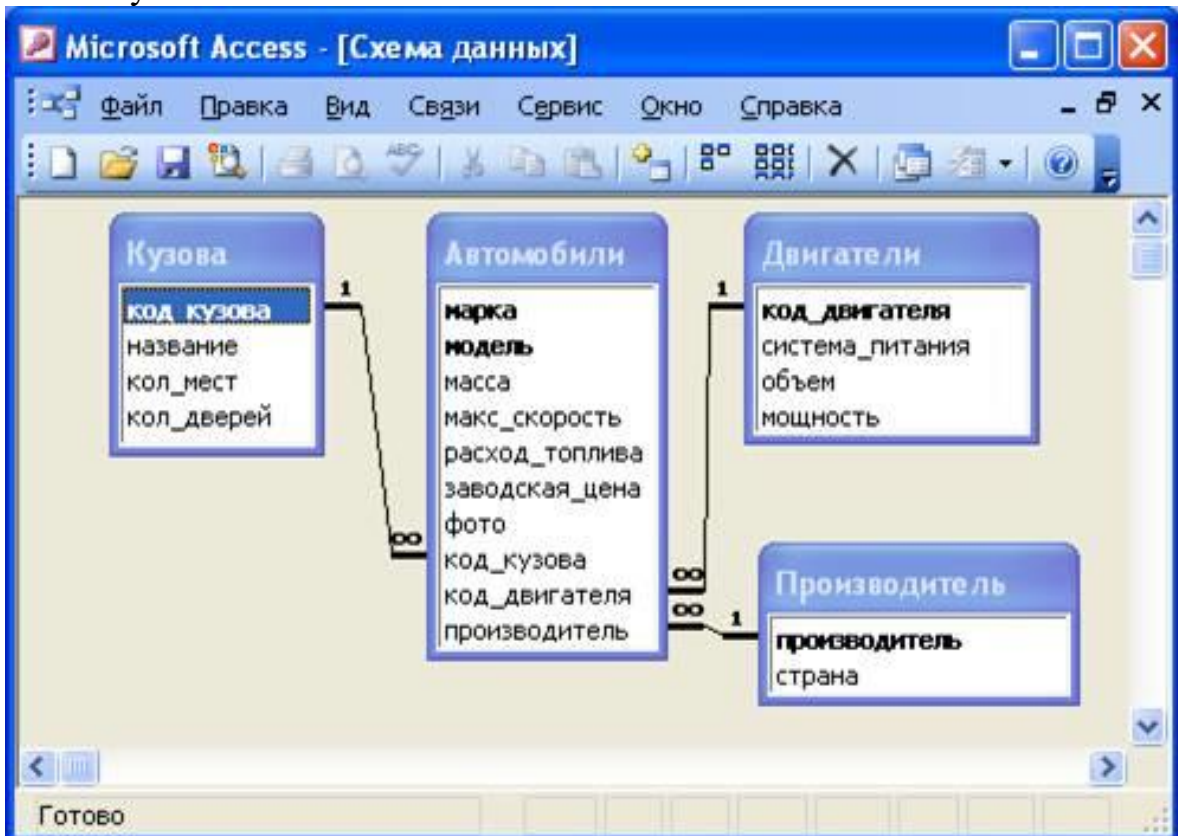 Microsoft Access - [Схема данных]
Файл Правка Вид Связи Сервис Окно Справка
Кузова
код_кузова
название
кол_мест
кол_дверей
1
∞
Автомобили
марка
модель
масса
макс_скорость
расход_топлива
заводская_цена
фото
код_кузова
код_двигателя
производитель
1
∞
∞
1
Двигатели
код_двигателя
система_питания
объем
мощность
Производитель
производитель
страна
Готово